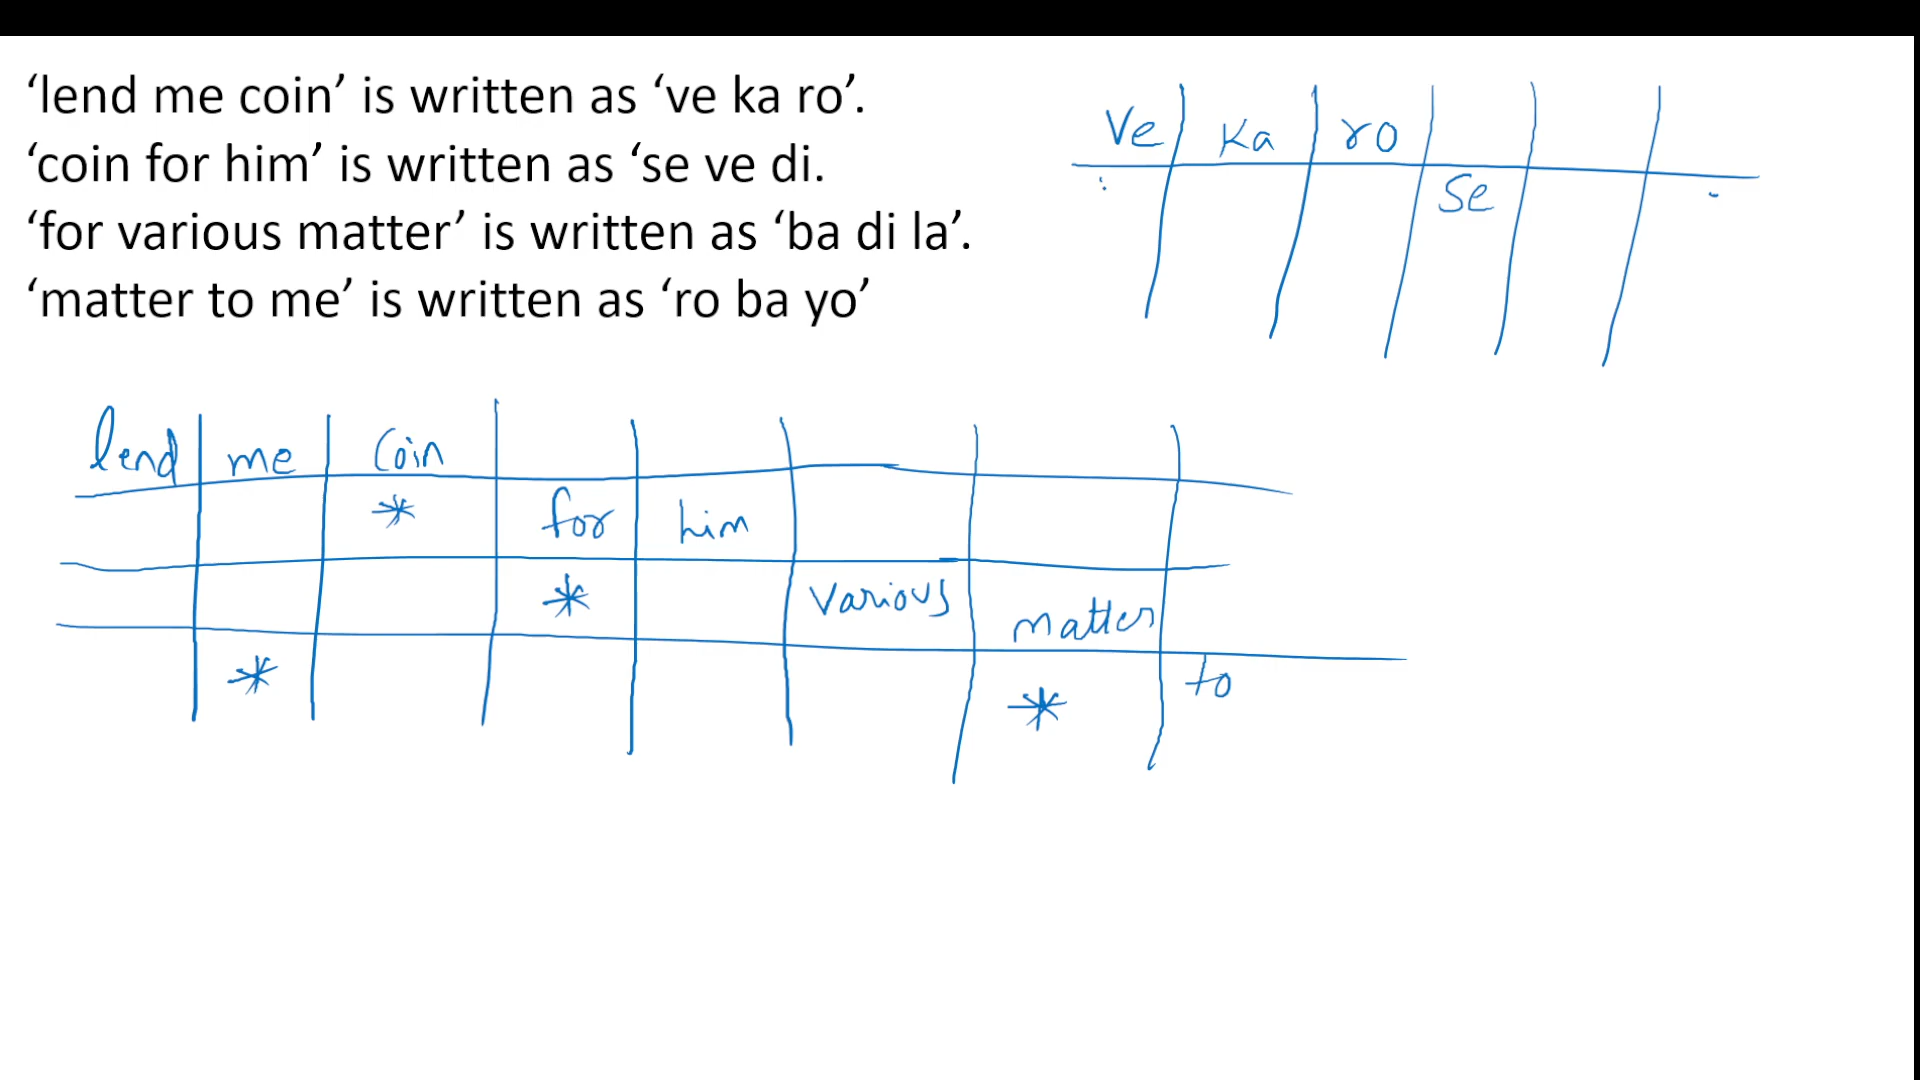 ‘lend me coin’ is written as ‘ve ka ro’.
‘coin for him’ is written as ‘se ve di.
‘for various matter’ is written as ‘ba di la’.
‘matter to me’ is written as ‘ro ba yo’
Ve Ka ro
Se
lend me Coin
* for him
* Various matter
* * to